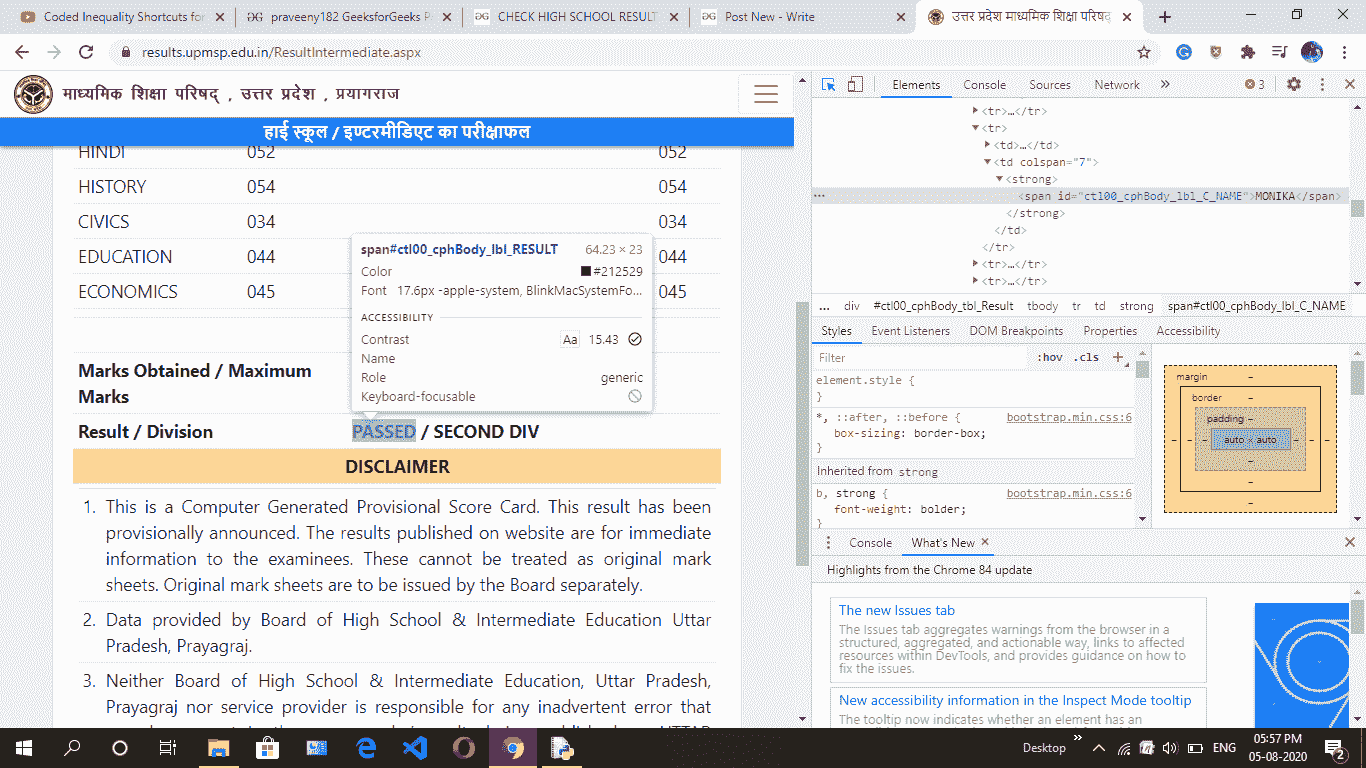 Coded Inequality Shortcuts for
praveeny182 GeeksforGeeks P
CHECK HIGH SCHOOL RESULT
Post New - Write
उत्तर प्रदेश माध्यमिक शिक्षा परिषद्
results.upmsp.edu.in/ResultIntermediate.aspx
माध्यमिक शिक्षा परिषद् , उत्तर प्रदेश , प्रयागराज
हाई स्कूल / इण्टरमीडिएट का परीक्षाफल
HINDI 052 052
HISTORY 054 054
CIVICS 034 034
EDUCATION 044 044
ECONOMICS 045 045
span#ctl00_cphBody_lbl_RESULT 64.23 × 23
Color #212529
Font 17.6px -apple-system, BlinkMacSystemFo...
ACCESSIBILITY
Contrast Aa 15.43
Name
Role generic
Keyboard-focusable
Marks Obtained / Maximum
Marks
Result / Division PASSED / SECOND DIV
DISCLAIMER
1. This is a Computer Generated Provisional Score Card. This result has been
provisionally announced. The results published on website are for immediate
information to the examinees. These cannot be treated as original mark
sheets. Original mark sheets are to be issued by the Board separately.
2. Data provided by Board of High School & Intermediate Education Uttar
Pradesh, Prayagraj.
3. Neither Board of High School & Intermediate Education, Uttar Pradesh,
Prayagraj nor service provider is responsible for any inadvertent error that
Elements Console Sources Network » 3
<tr>…</tr>
<tr>
<td>…</td>
<td colspan="7">
<strong>
... <span id="ctl00_cphBody_lbl_C_NAME">MONIKA</span>
</strong>
</td>
</tr>
<tr>…</tr>
<tr>…</tr>
... div #ctl00_cphBody_tbl_Result tbody tr td strong span#ctl00_cphBody_lbl_C_NAME
Styles Event Listeners DOM Breakpoints Properties Accessibility
Filter :hov .cls +
element.style {
}
*, ::after, ::before { bootstrap.min.css:6
box-sizing: border-box;
}
Inherited from strong
b, strong { bootstrap.min.css:6
font-weight: bolder;
}
margin –
border –
padding –
– – – auto × auto – – –
–
–
–
Console What's New
Highlights from the Chrome 84 update
The new Issues tab
The Issues tab aggregates warnings from the browser in a
structured, aggregated, and actionable way, links to affected
resources within DevTools, and provides guidance on how to
fix the issues.
New accessibility information in the Inspect Mode tooltip
The tooltip now indicates whether an element has an
Desktop » ENG 05:57 PM
05-08-2020 2